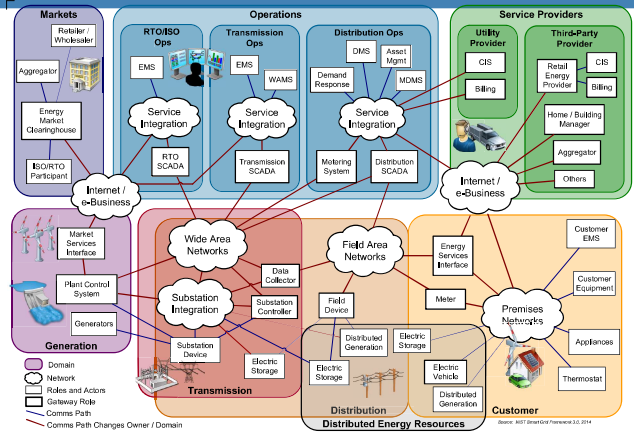 Markets
Retailer /
Wholesaler
Aggregator
Energy
Market
Clearinghouse
ISO/RTO
Participant
Internet /
e-Business
Operations
RTO/ISO
Ops
EMS
Service
Integration
RTO
SCADA
Transmission
Ops
EMS
WAMS
Service
Integration
Transmission
SCADA
Distribution Ops
DMS
Asset
Mgmt
Demand
Response
MDMS
Service
Integration
Metering
System
Distribution
SCADA
Service Providers
Utility
Provider
CIS
Billing
Third-Party
Provider
Retail
Energy
Provider
CIS
Billing
Home / Building
Manager
Aggregator
Others
Internet /
e-Business
Market
Services
Interface
Plant Control
System
Generators
Generation
Wide Area
Networks
Substation
Integration
Data
Collector
Substation
Controller
Substation
Device
Electric
Storage
Transmission
Field Area
Networks
Field
Device
Distributed
Generation
Electric
Storage
Distribution
Electric
Storage
Electric
Vehicle
Distributed
Generation
Distributed Energy Resources
Energy
Services
Interface
Meter
Premises
Networks
Customer
EMS
Customer
Equipment
Appliances
Thermostat
Customer
Domain
Network
Roles and Actors
Gateway Role
Comms Path
Comms Path Changes Owner / Domain
Source: NIST Smart Grid Framework 3.0, 2014